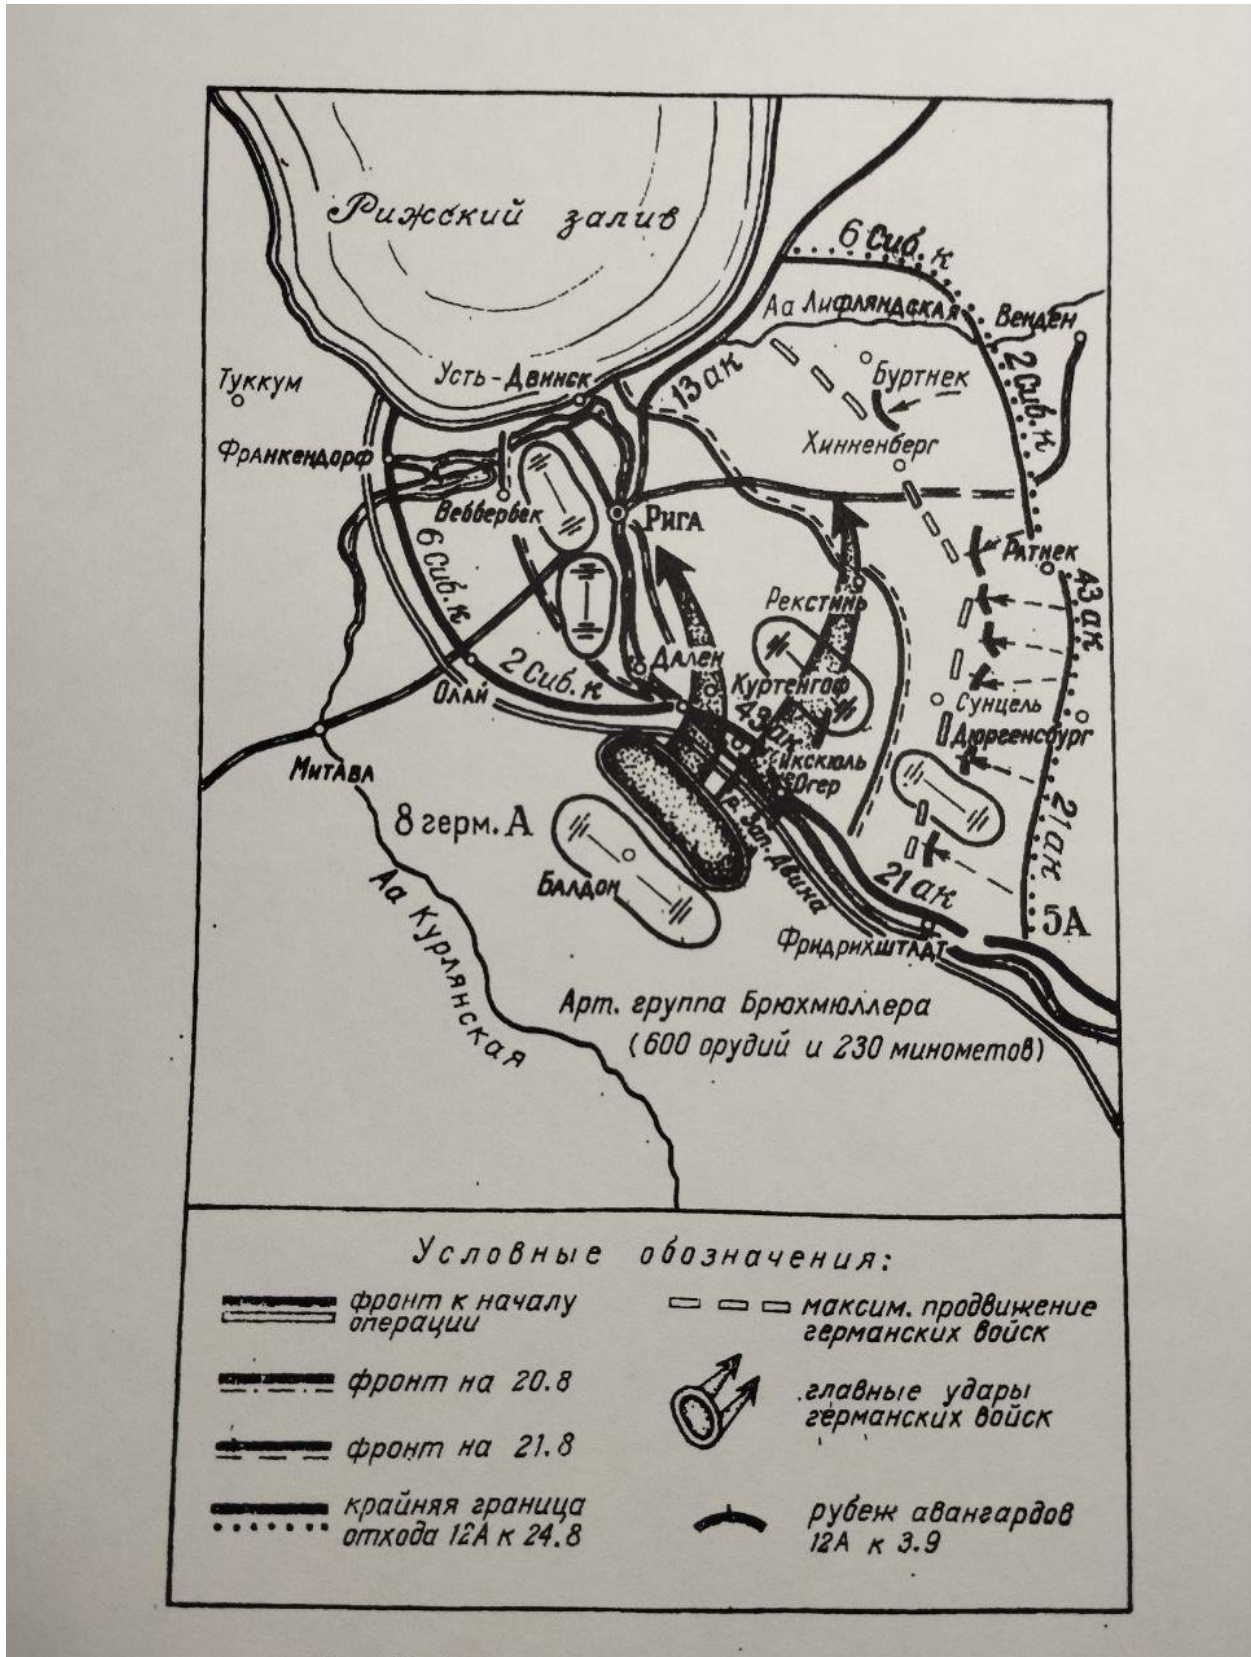 Рижский залив
6 Сиб. к
Аа Лифляндская
Венден
Туккум
Усть-Двинск
13 ак
Буртнек
2 Сиб. к
Франкендорф
Хинкенберг
Веббербек
Рига
Ратнек
6 Сиб. к
Рекстинь
43 ак
2 Сиб. к
Дален
Олай
Куртенгоф
43 ак
Сунцель
Дюргенсбург
Митава
Икскюль
Огер
8 герм. А
р. Зап. Двина
21 ак
Балдон
21 ак
5А
Аа Курлянская
Фридрихштадт
Арт. группа Брюхмюллера
(600 орудий и 230 минометов)
Условные обозначения:
фронт к началу
операции
фронт на 20.8
фронт на 21.8
крайняя граница
отхода 12А к 24.8
максим. продвижение
германских войск
главные удары
германских войск
рубеж авангардов
12А к 3.9